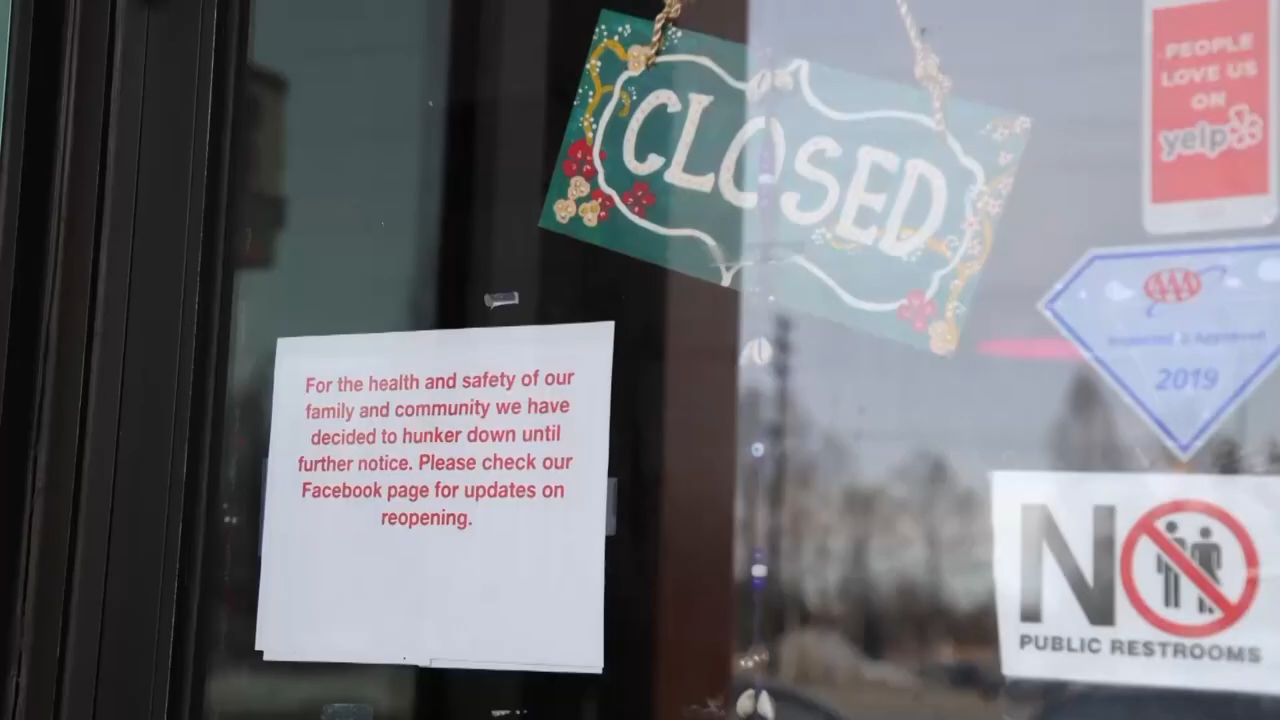 CLOSED
PEOPLE
LOVE US
ON
yelp
AAA
Inspected & Approved
2019
For the health and safety of our
family and community we have
decided to hunker down until
further notice. Please check our
Facebook page for updates on
reopening.
NO
PUBLIC RESTROOMS